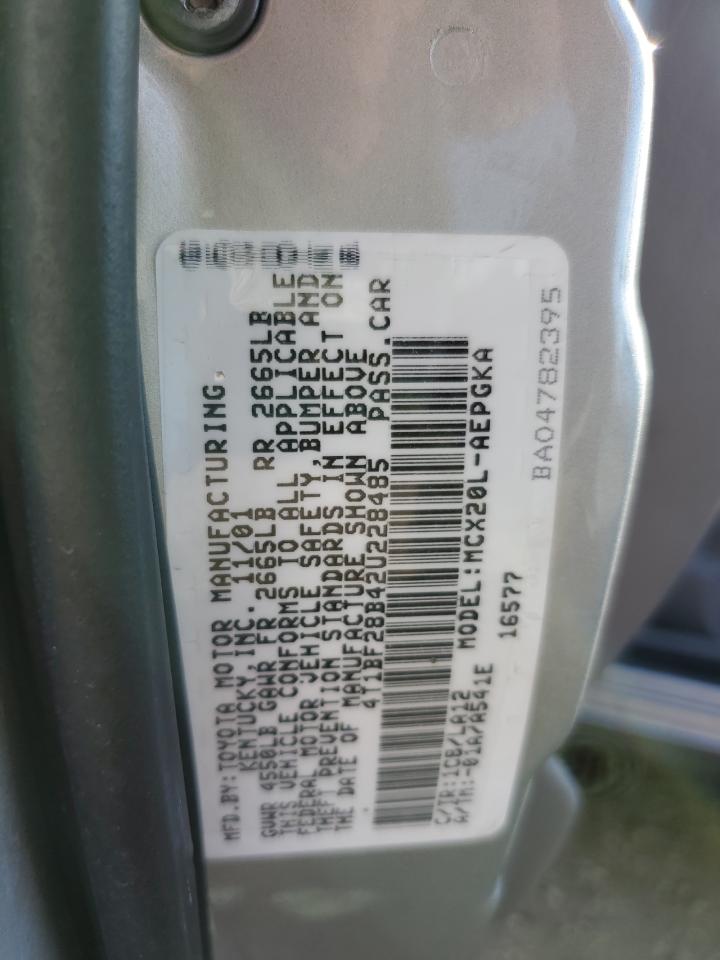 MFD.BY:TOYOTA MOTOR MANUFACTURING,
KENTUCKY,INC. 11/01
GVWR 4550LB GAWR FR 2665LB RR 2665LB
THIS VEHICLE CONFORMS TO ALL APPLICABLE
FEDERAL MOTOR VEHICLE SAFETY,BUMPER AND
THEFT PREVENTION STANDARDS IN EFFECT ON
THE DATE OF MANUFACTURE SHOWN ABOVE
4T1BF28B42U228485 PASS.CAR
C/TR:1C8/LA12 MODEL:MCX20L-AEPGKA
A/TM:-01A/A541E 16577
BA04782395